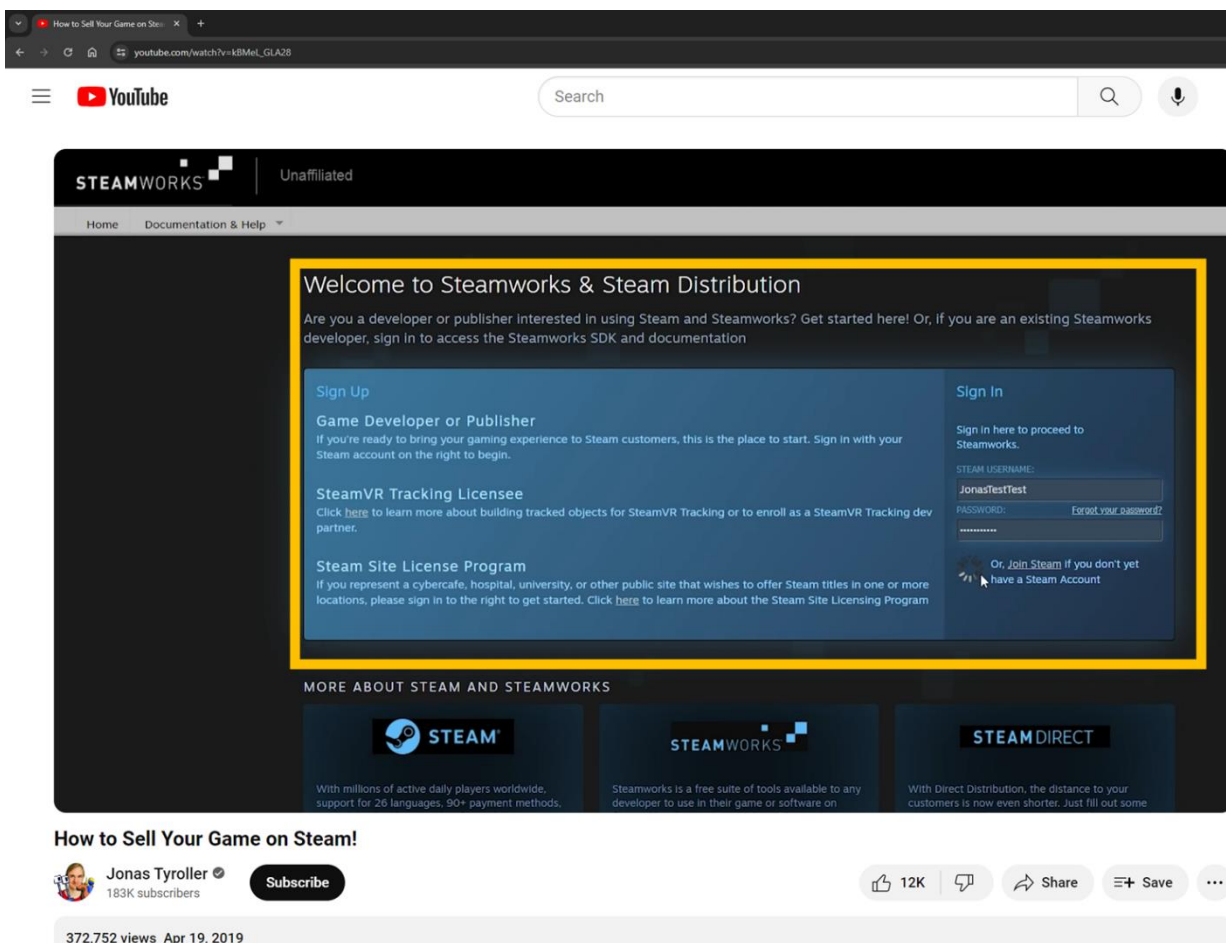 How to Sell Your Game on Stea
youtube.com/watch?v=kBMeL_GLA28
YouTube
Search
STEAMWORKS
Unaffiliated
Home Documentation & Help
Welcome to Steamworks & Steam Distribution
Are you a developer or publisher interested in using Steam and Steamworks? Get started here! Or, if you are an existing Steamworks
developer, sign in to access the Steamworks SDK and documentation
Sign Up
Game Developer or Publisher
If you're ready to bring your gaming experience to Steam customers, this is the place to start. Sign in with your
Steam account on the right to begin.
SteamVR Tracking Licensee
Click here to learn more about building tracked objects for SteamVR Tracking or to enroll as a SteamVR Tracking dev
partner.
Steam Site License Program
If you represent a cybercafe, hospital, university, or other public site that wishes to offer Steam titles in one or more
locations, please sign in to the right to get started. Click here to learn more about the Steam Site Licensing Program
Sign In
Sign in here to proceed to
Steamworks.
STEAM USERNAME:
JonasTestTest
PASSWORD: Forgot your password?
Or, Join Steam if you don't yet
have a Steam Account
MORE ABOUT STEAM AND STEAMWORKS
STEAM
With millions of active daily players worldwide,
support for 26 languages, 90+ payment methods,
STEAMWORKS
Steamworks is a free suite of tools available to any
developer to use in their game or software on
STEAMDIRECT
With Direct Distribution, the distance to your
customers is now even shorter. Just fill out some
How to Sell Your Game on Steam!
Jonas Tyroller
183K subscribers
Subscribe
12K
Share
Save
372,752 views Apr 19, 2019